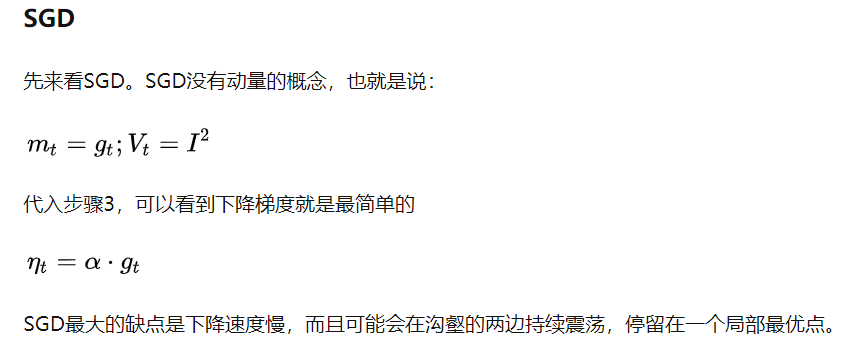 SGD
先来看SGD。SGD没有动量的概念，也就是说：
m_t = g_t; V_t = I^2
代入步骤3，可以看到下降梯度就是最简单的
η_t = α · g_t
SGD最大的缺点是下降速度慢，而且可能会在沟壑的两边持续震荡，停留在一个局部最优点。